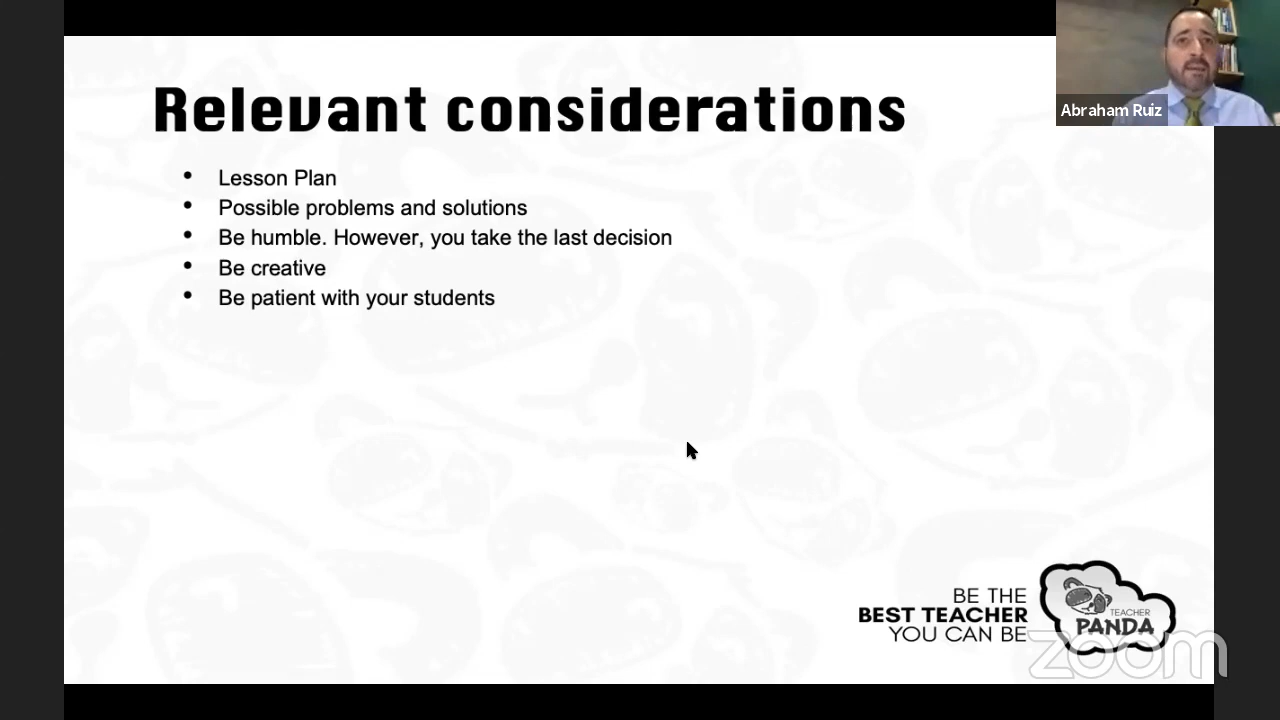 Relevant considerations
Abraham Ruiz
• Lesson Plan
• Possible problems and solutions
• Be humble. However, you take the last decision
• Be creative
• Be patient with your students
BE THE
BEST TEACHER
YOU CAN BE
TEACHER
PANDA
zoom